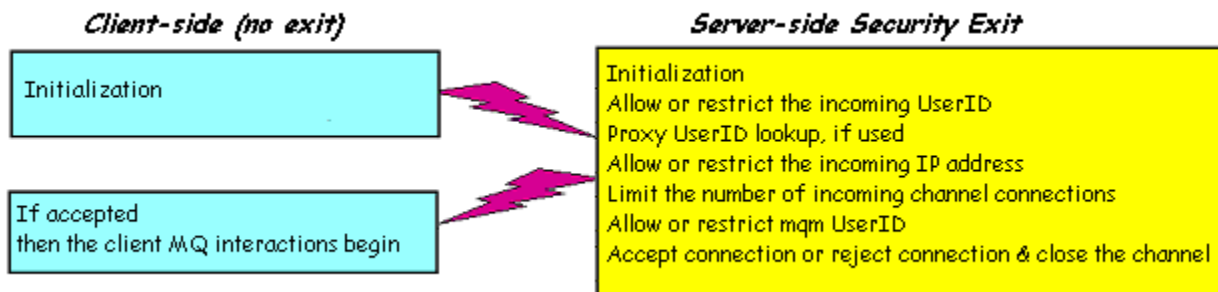 Client-side (no exit)
Server-side Security Exit
Initialization
If accepted
then the client MQ interactions begin
Initialization
Allow or restrict the incoming UserID
Proxy UserID lookup, if used
Allow or restrict the incoming IP address
Limit the number of incoming channel connections
Allow or restrict mqm UserID
Accept connection or reject connection & close the channel